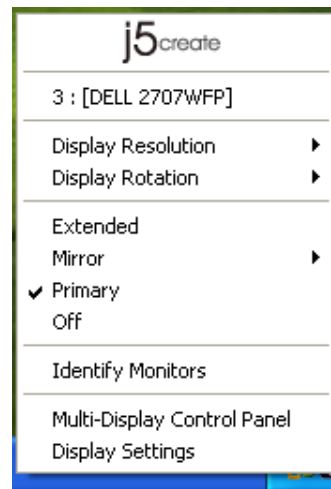 j5create
3 : [DELL 2707WFP]
Display Resolution
Display Rotation
Extended
Mirror
Primary
Off
Identify Monitors
Multi-Display Control Panel
Display Settings